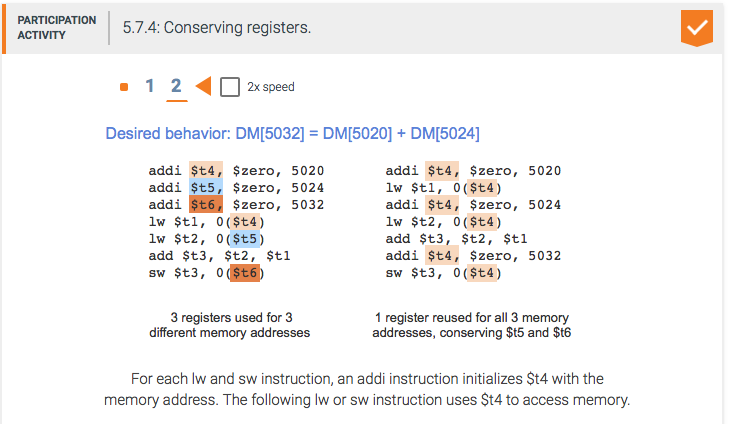 PARTICIPATION
ACTIVITY
5.7.4: Conserving registers.
1 2 2x speed
Desired behavior: DM[5032] = DM[5020] + DM[5024]
addi $t4, $zero, 5020
addi $t5, $zero, 5024
addi $t6, $zero, 5032
lw $t1, 0($t4)
lw $t2, 0($t5)
add $t3, $t2, $t1
sw $t3, 0($t6)
3 registers used for 3
different memory addresses
addi $t4, $zero, 5020
lw $t1, 0($t4)
addi $t4, $zero, 5024
lw $t2, 0($t4)
add $t3, $t2, $t1
addi $t4, $zero, 5032
sw $t3, 0($t4)
1 register reused for all 3 memory
addresses, conserving $t5 and $t6
For each lw and sw instruction, an addi instruction initializes $t4 with the
memory address. The following lw or sw instruction uses $t4 to access memory.